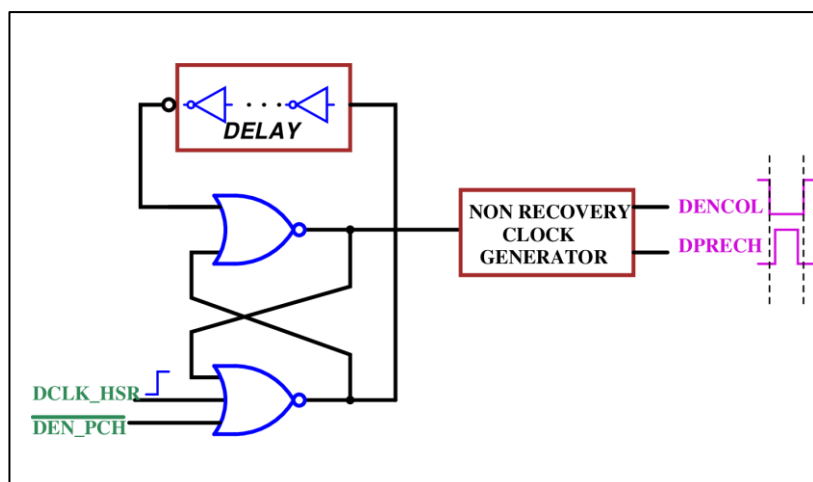 DELAY
NON RECOVERY
CLOCK
GENERATOR
DENCOL
DPRECH
DCLK_HSR
DEN_PCH